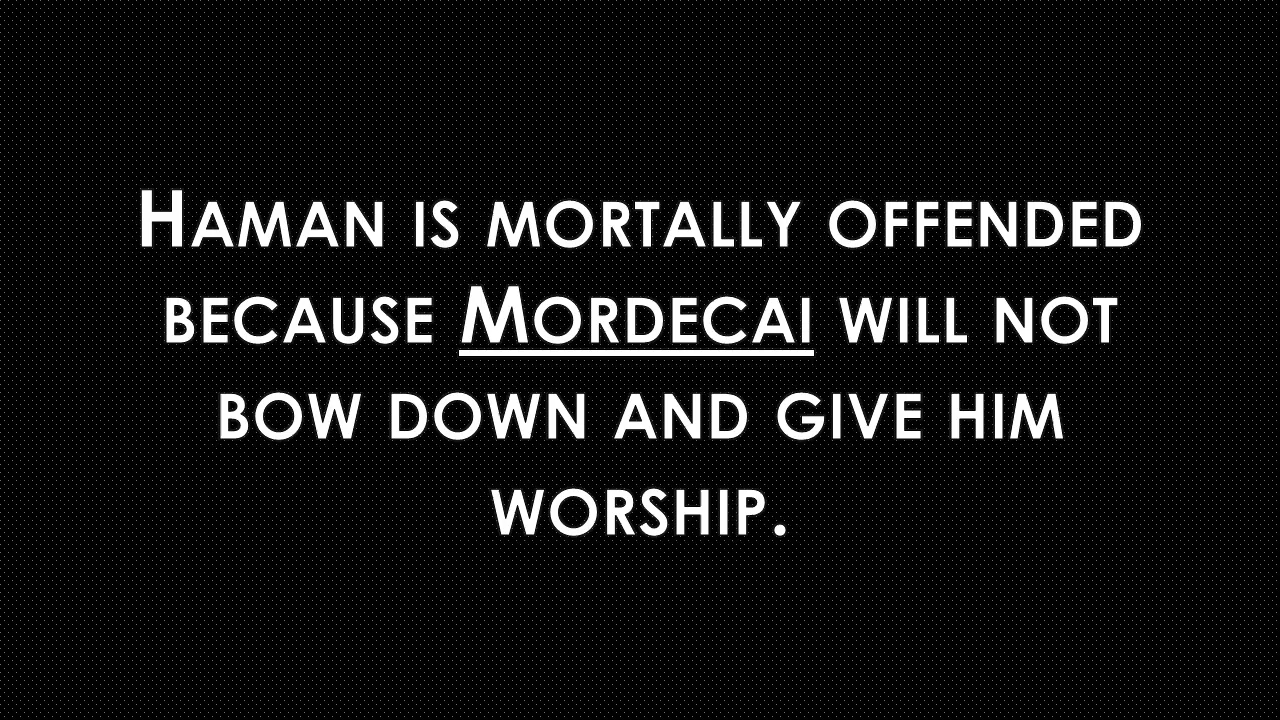 Haman is mortally offended
because Mordecai will not
bow down and give him
worship.